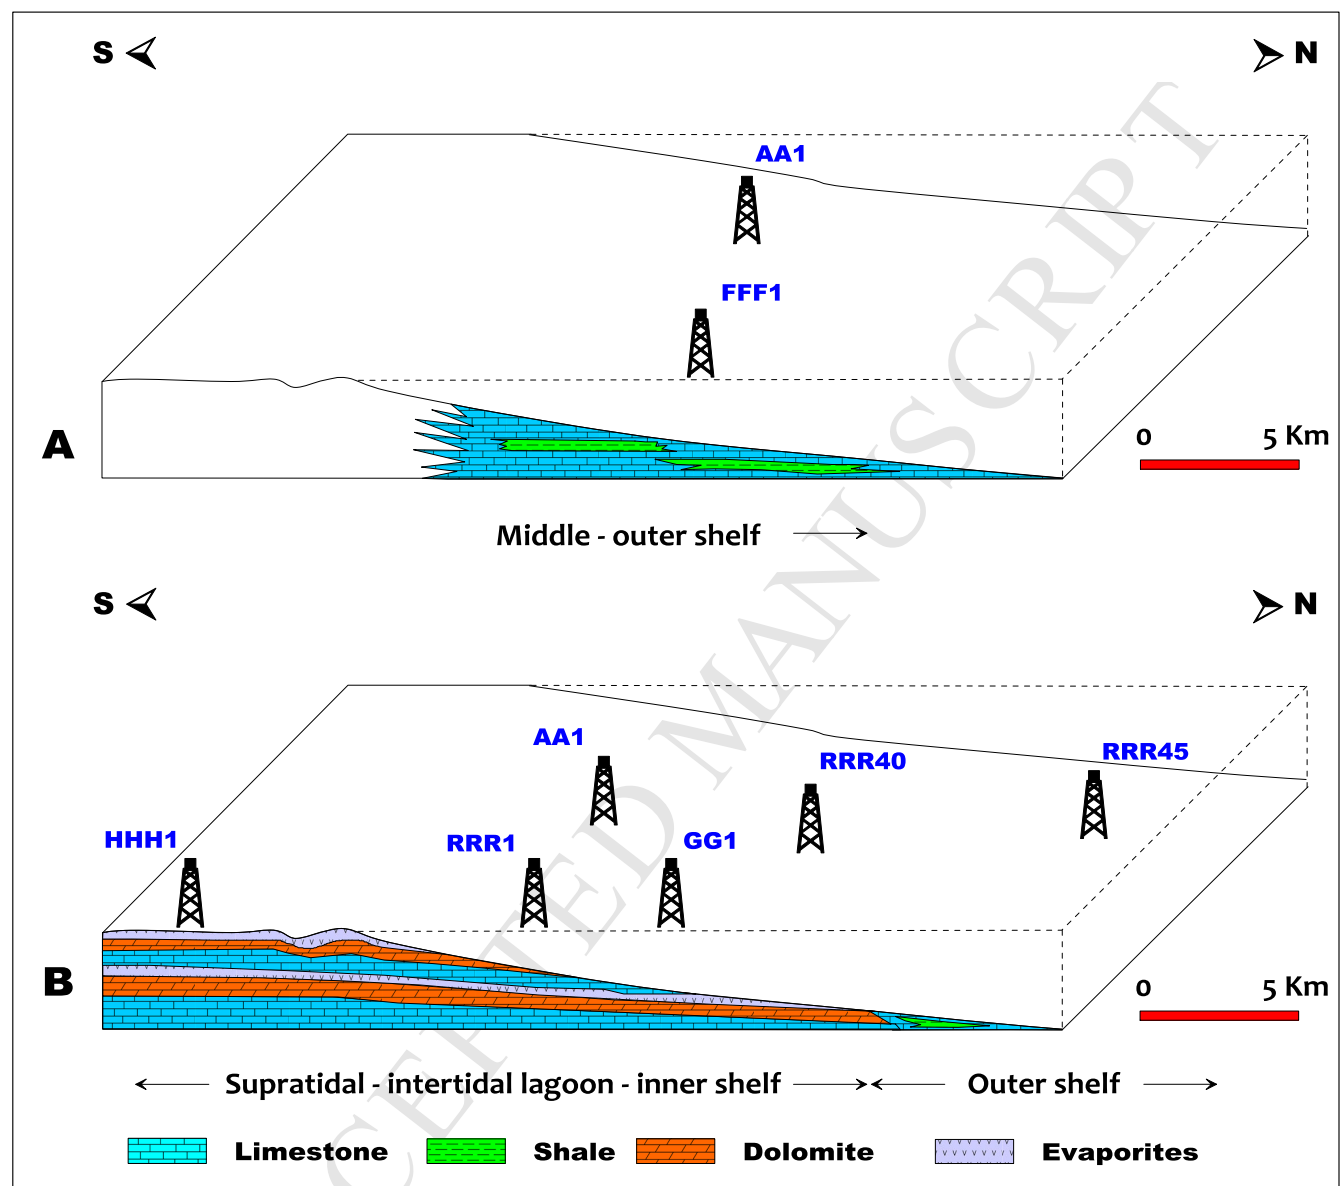 S N
AA1
FFF1
A
0 5 Km
Middle - outer shelf
S N
AA1
RRR40
RRR45
HHH1
RRR1
GG1
B
0 5 Km
Supratidal - intertidal lagoon - inner shelf
Outer shelf
Limestone Shale Dolomite Evaporites
CEPTED MANUSCRIPT